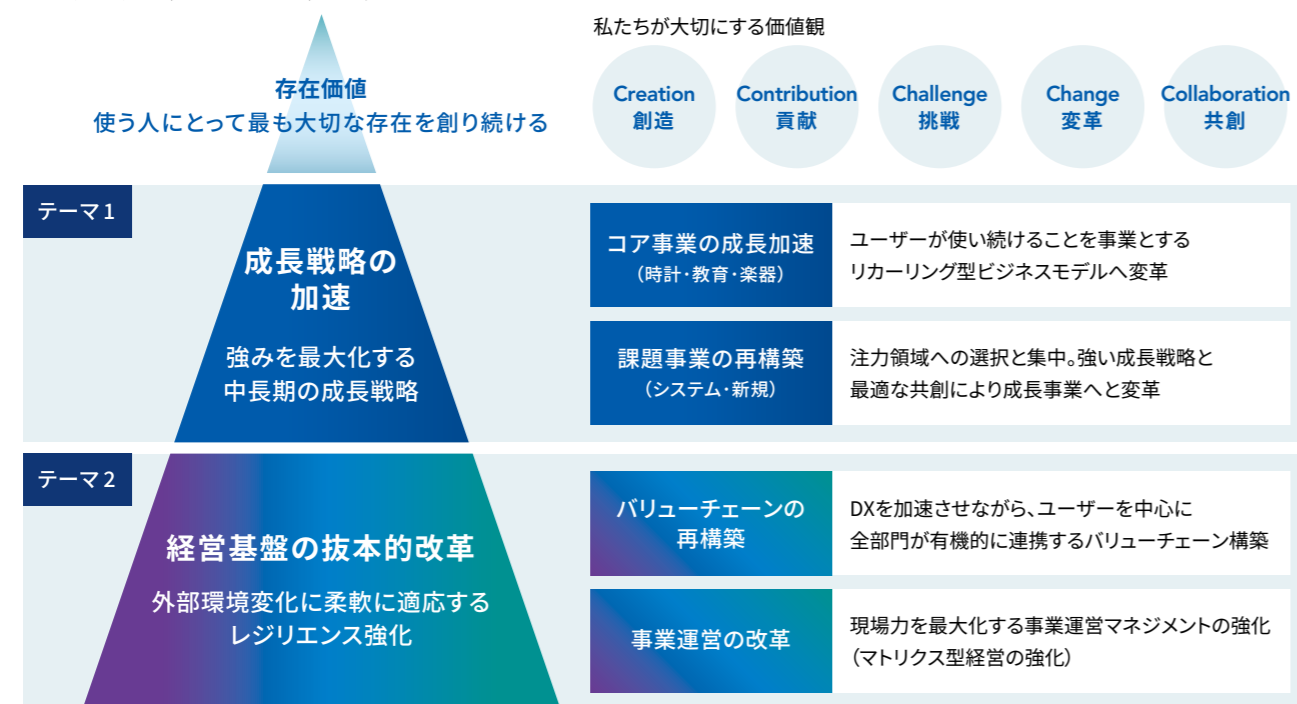 存在価値
使う人にとって最も大切な存在を創り続ける
私たちが大切にする価値観
Creation
創造
Contribution
貢献
Challenge
挑戦
Change
変革
Collaboration
共創
テーマ1
成長戦略の
加速
強みを最大化する
中長期の成長戦略
コア事業の成長加速
（時計・教育・楽器）
ユーザーが使い続けることを事業とする
リカーリング型ビジネスモデルへ変革
課題事業の再構築
（システム・新規）
注力領域への選択と集中。強い成長戦略と
最適な共創により成長事業へと変革
テーマ2
経営基盤の抜本的改革
外部環境変化に柔軟に適応する
レジリエンス強化
バリューチェーンの
再構築
DXを加速させながら、ユーザーを中心に
全部門が有機的に連携するバリューチェーン構築
事業運営の改革
現場力を最大化する事業運営マネジメントの強化
（マトリクス型経営の強化）